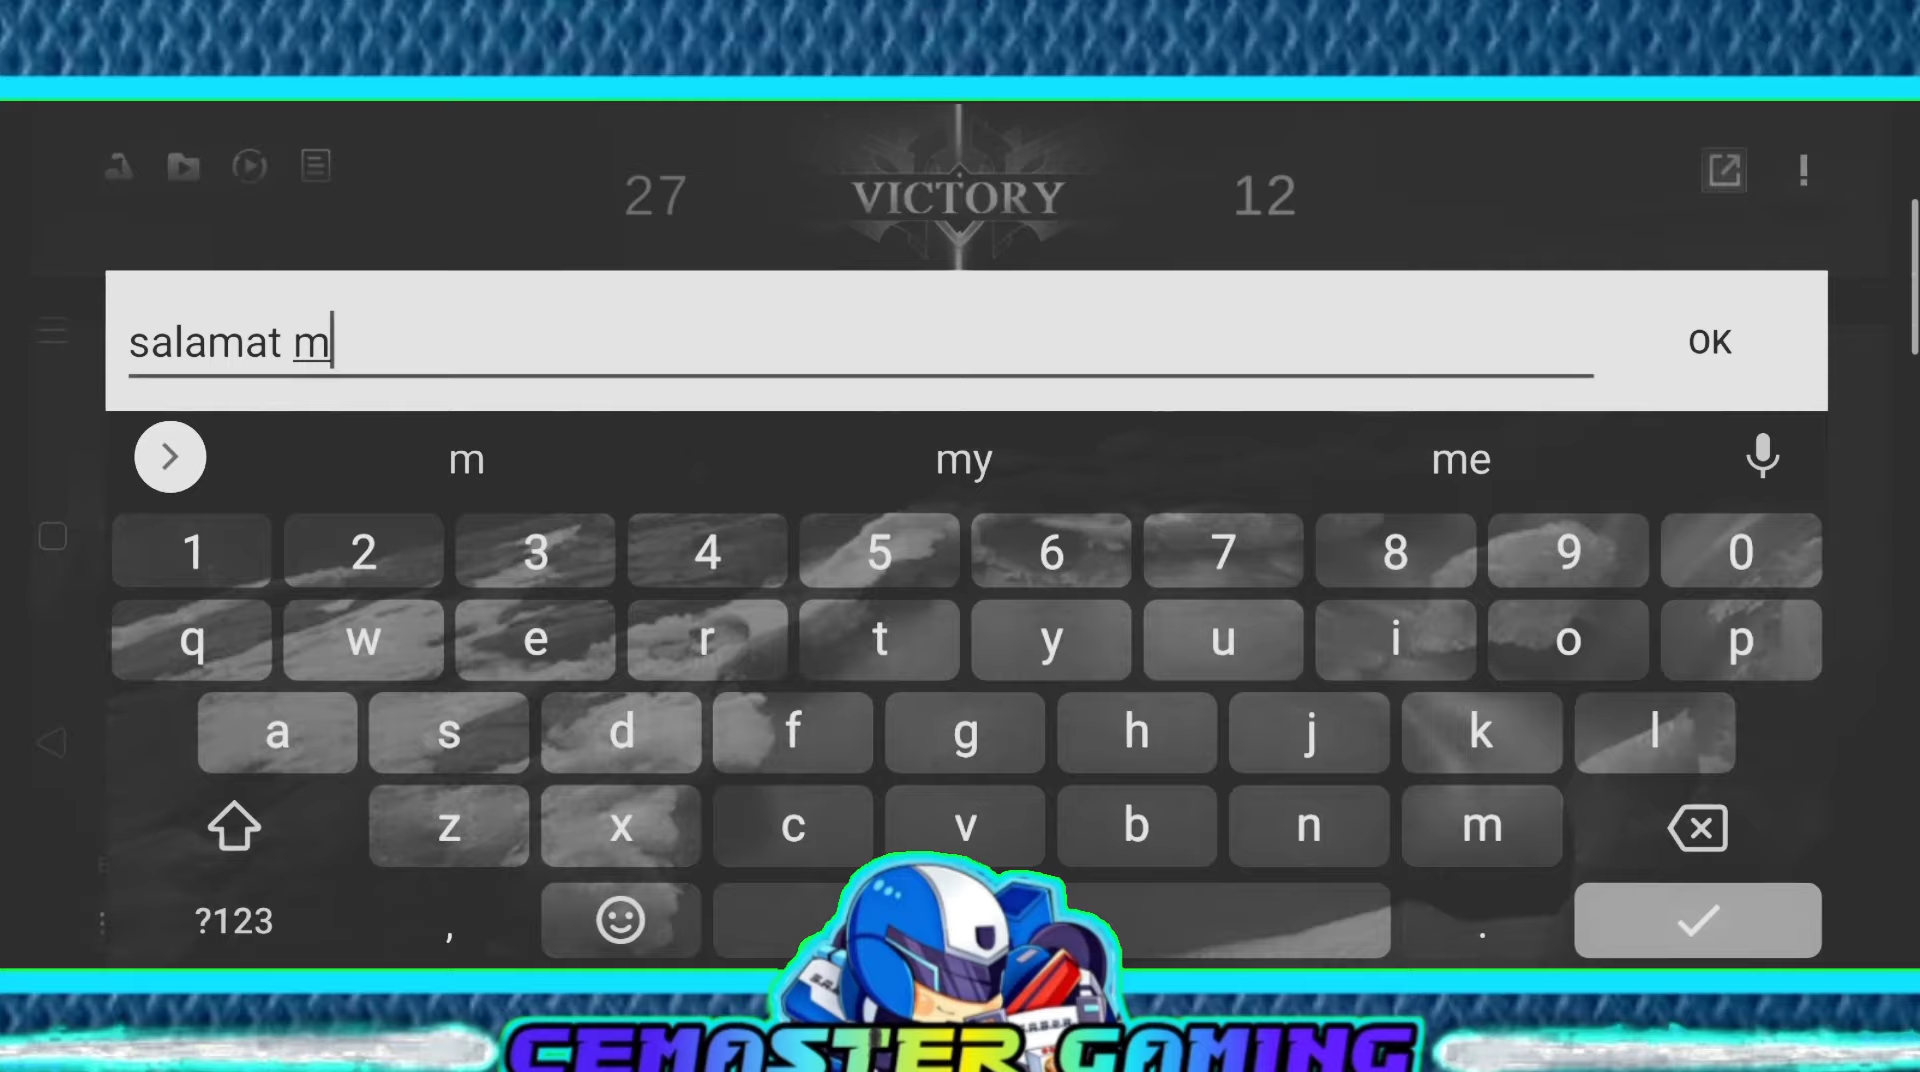 27 VICTORY 12
salamat m OK
m my me
1 2 3 4 5 6 7 8 9 0
q w e r t y u i o p
a s d f g h j k l
z x c v b n m
?123 , .
CEMASTER GAMING